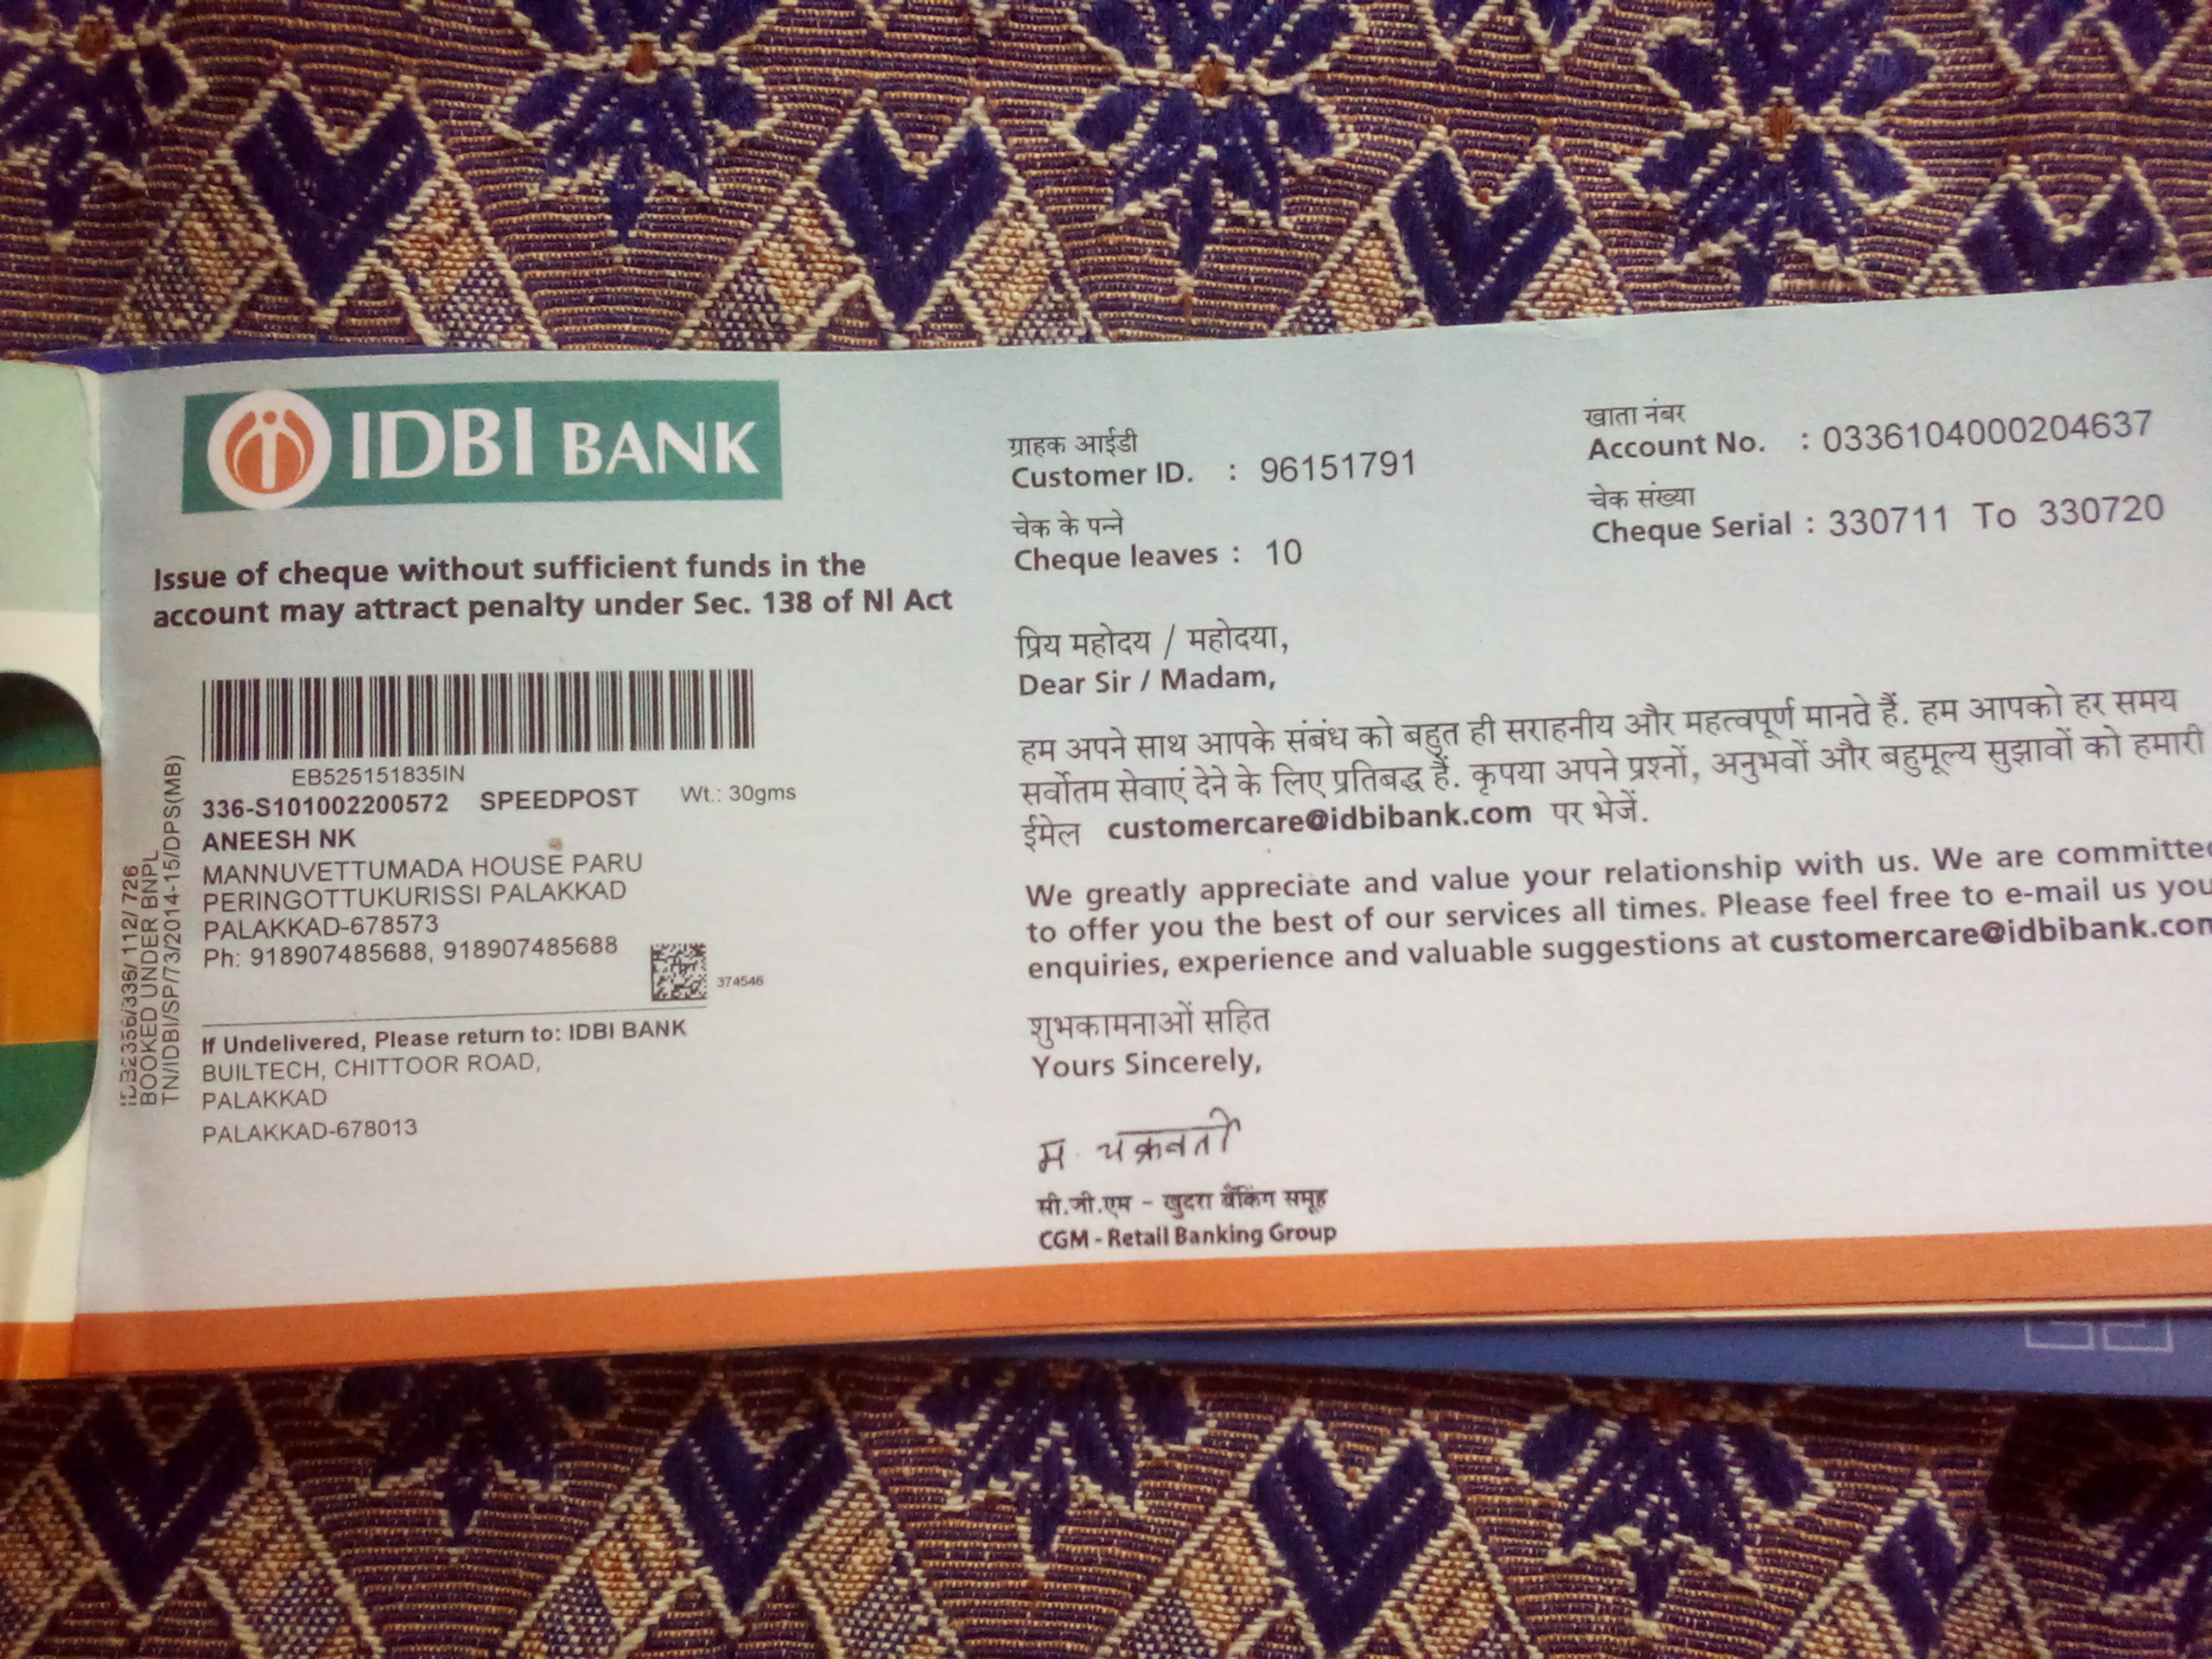 IDBI BANK
Issue of cheque without sufficient funds in the
account may attract penalty under Sec. 138 of NI Act
EB525151835IN
336-S101002200572 SPEEDPOST Wt.: 30gms
ANEESH NK
MANNUVETTUMADA HOUSE PARU
PERINGOTTUKURISSI PALAKKAD
PALAKKAD-678573
Ph: 918907485688, 918907485688
374546
If Undelivered, Please return to: IDBI BANK
BUILTECH, CHITTOOR ROAD,
PALAKKAD
PALAKKAD-678013
IDB2356/336/ 112/ 726
BOOKED UNDER BNPL
TN/IDBI/SP/73/2014-15/DPS(MB)
ग्राहक आईडी
Customer ID. : 96151791
चेक के पन्ने
Cheque leaves : 10
खाता नंबर
Account No. : 0336104000204637
चेक संख्या
Cheque Serial : 330711 To 330720
प्रिय महोदय / महोदया,
Dear Sir / Madam,
हम अपने साथ आपके संबंध को बहुत ही सराहनीय और महत्वपूर्ण मानते हैं. हम आपको हर समय
सर्वोतम सेवाएं देने के लिए प्रतिबद्ध हैं. कृपया अपने प्रश्नों, अनुभवों और बहुमूल्य सुझावों को हमारी
ईमेल customercare@idbibank.com पर भेजें.
We greatly appreciate and value your relationship with us. We are committe
to offer you the best of our services all times. Please feel free to e-mail us you
enquiries, experience and valuable suggestions at customercare@idbibank.com
शुभकामनाओं सहित
Yours Sincerely,
म. चक्रवर्ती
सी.जी.एम - खुदरा बैंकिंग समूह
CGM - Retail Banking Group